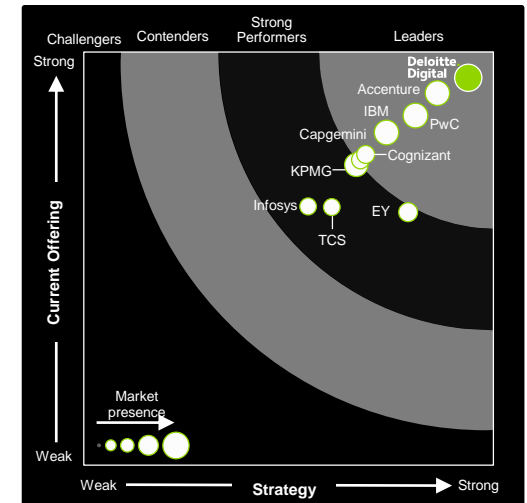 Challengers
Contenders
Strong
Performers
Leaders
Strong
Deloitte
Digital
Accenture
IBM
PwC
Capgemini
Cognizant
KPMG
Infosys
TCS
EY
Current Offering
Market
presence
Weak
Weak
Strategy
Strong